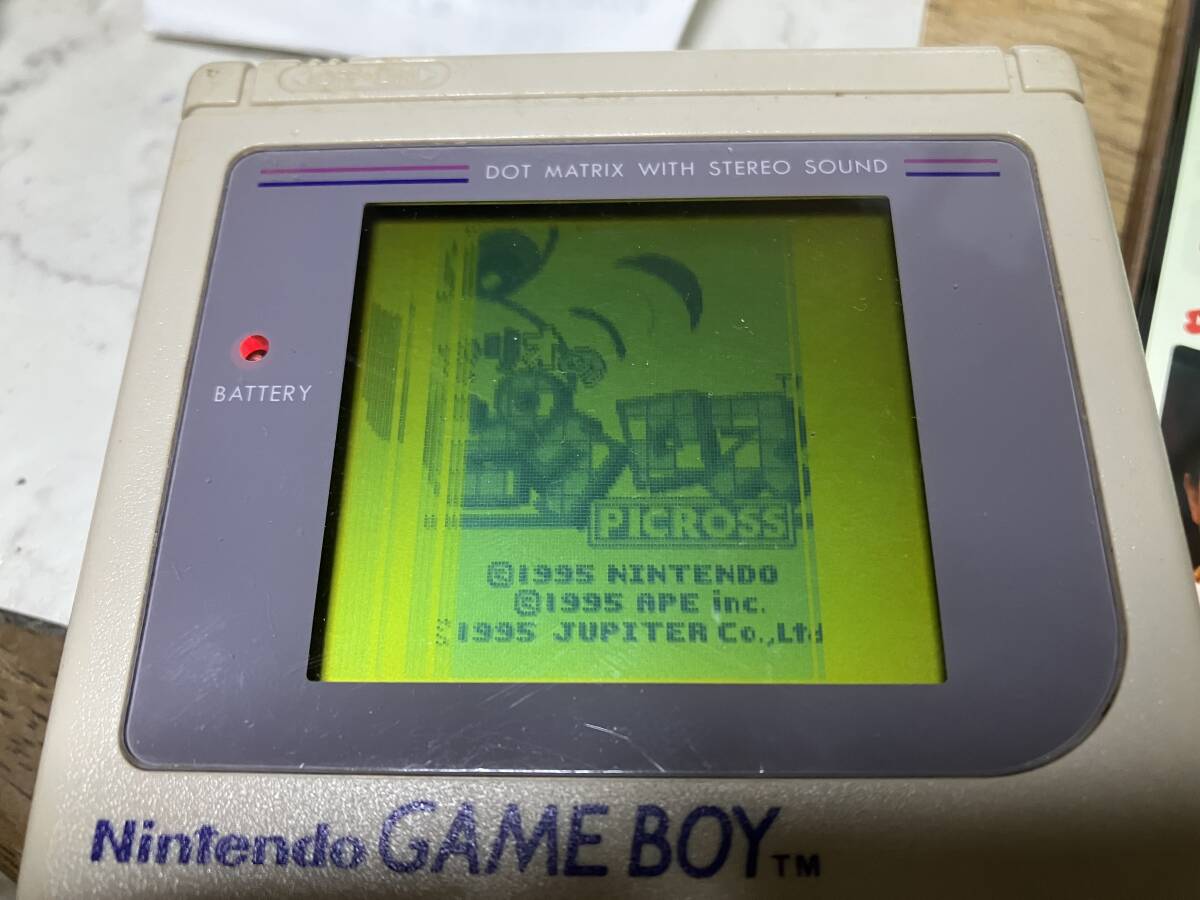 DOT MATRIX WITH STEREO SOUND
BATTERY
PICROSS
©1995 NINTENDO
©1995 APE inc.
1995 JUPITER Co.,Ltd
Nintendo GAME BOY TM